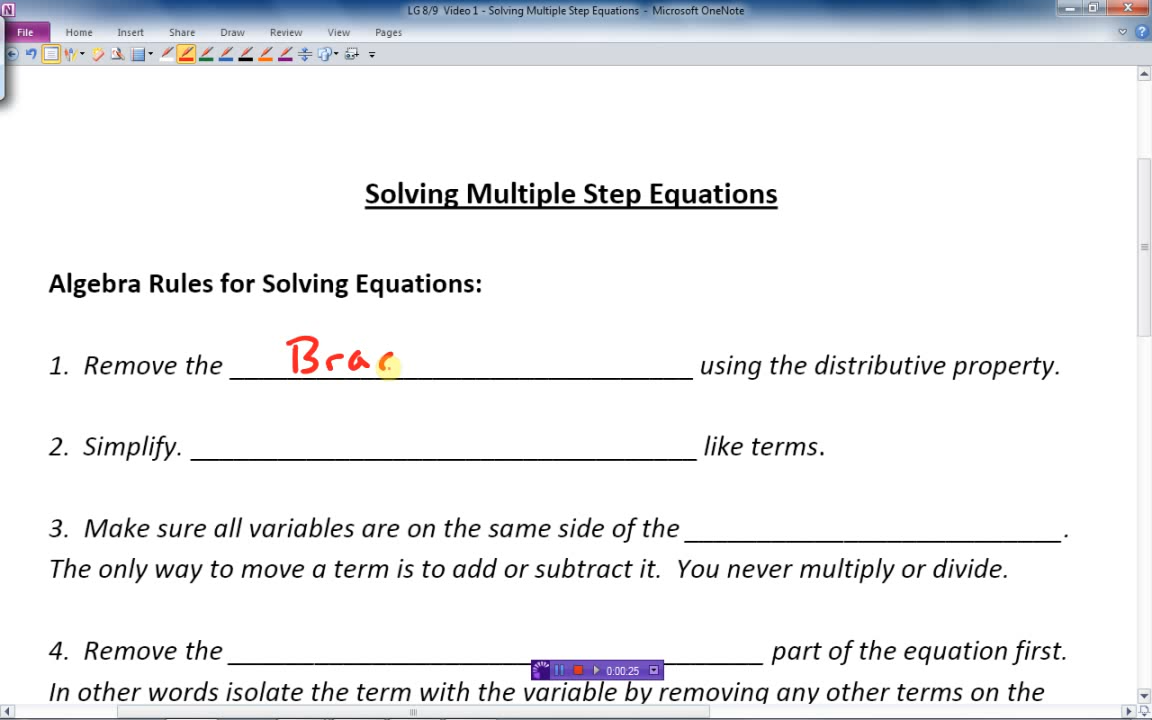 LG 8/9 Video 1 - Solving Multiple Step Equations - Microsoft OneNote
File Home Insert Share Draw Review View Pages
Solving Multiple Step Equations
Algebra Rules for Solving Equations:
1. Remove the ________________ Brac ________________ using the distributive property.
2. Simplify. ________________________________ like terms.
3. Make sure all variables are on the same side of the ________________________.
The only way to move a term is to add or subtract it. You never multiply or divide.
4. Remove the ________________________________ part of the equation first.
0:00:25
In other words isolate the term with the variable by removing any other terms on the